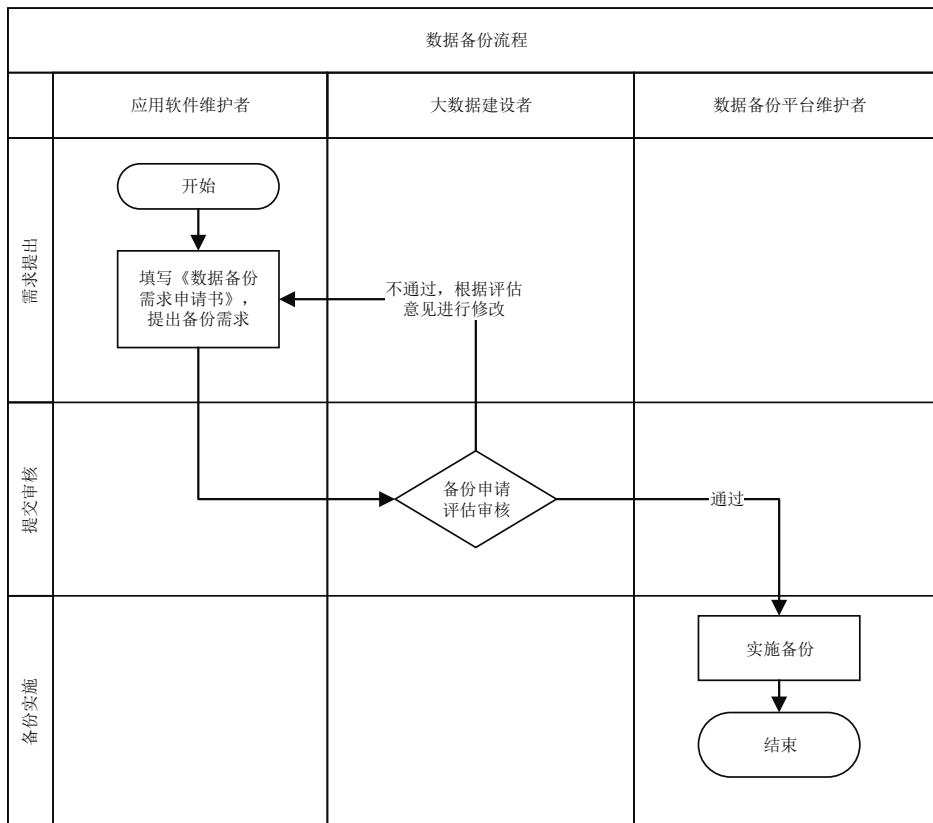 数据备份流程
应用软件维护者
大数据建设者
数据备份平台维护者
需求提出
开始
填写《数据备份
需求申请书》，
提出备份需求
不通过，根据评估
意见进行修改
提交审核
备份申请
评估审核
通过
备份实施
实施备份
结束